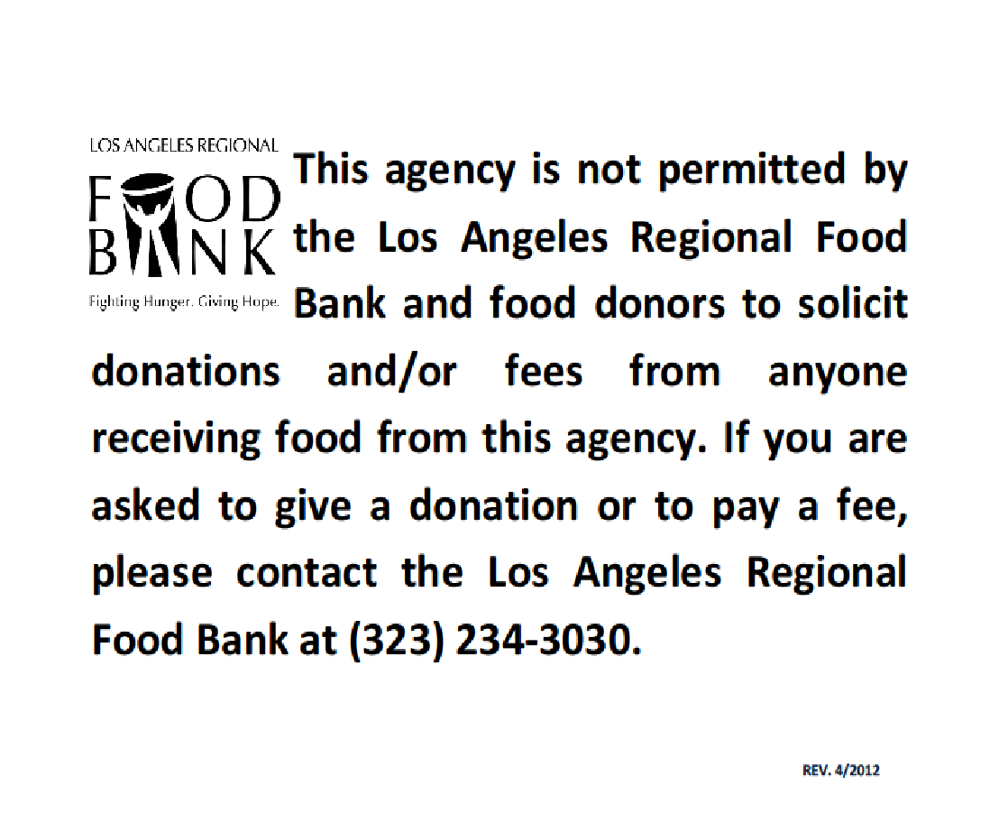 LOS ANGELES REGIONAL
FOOD
BANK
Fighting Hunger. Giving Hope.
This agency is not permitted by
the Los Angeles Regional Food
Bank and food donors to solicit
donations and/or fees from anyone
receiving food from this agency. If you are
asked to give a donation or to pay a fee,
please contact the Los Angeles Regional
Food Bank at (323) 234-3030.
REV. 4/2012